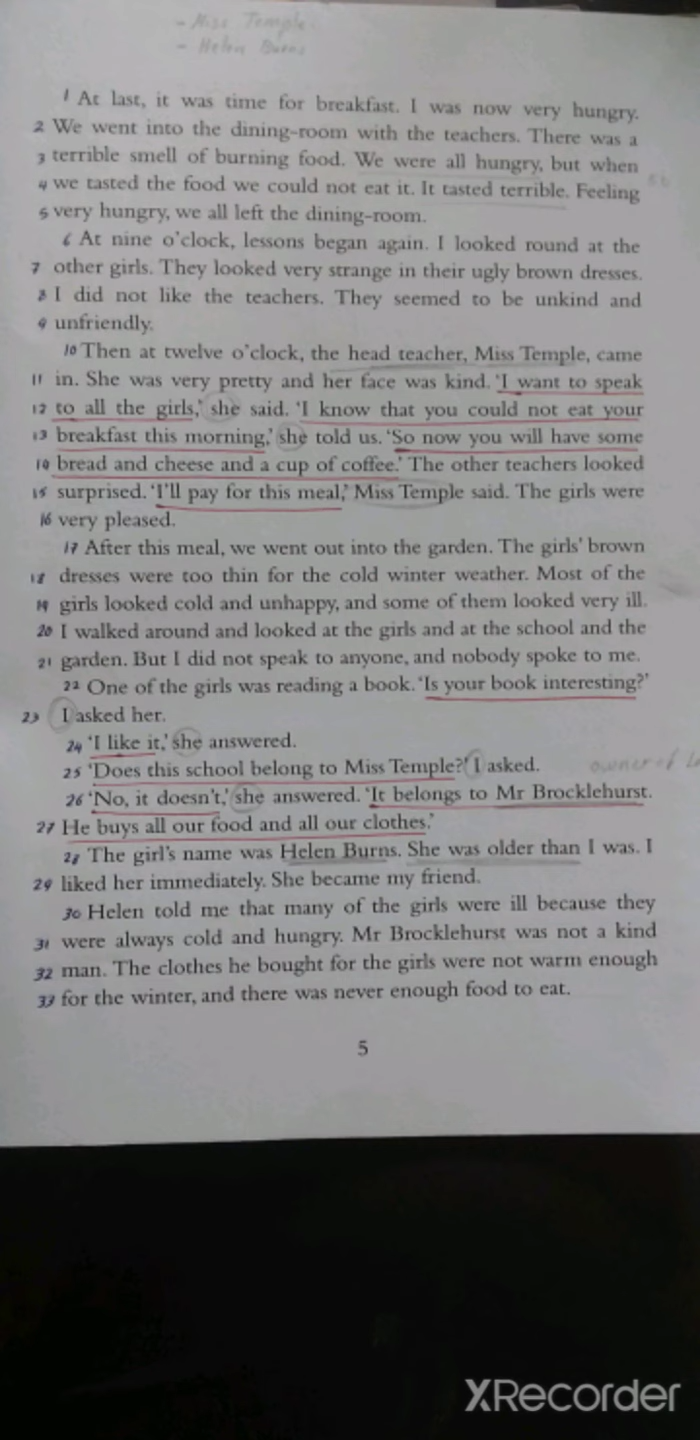 - Miss Temple
- Helen Burns
1 At last, it was time for breakfast. I was now very hungry.
2 We went into the dining-room with the teachers. There was a
3 terrible smell of burning food. We were all hungry, but when
4 we tasted the food we could not eat it. It tasted terrible. Feeling
5 very hungry, we all left the dining-room.
6 At nine o'clock, lessons began again. I looked round at the
7 other girls. They looked very strange in their ugly brown dresses.
8 I did not like the teachers. They seemed to be unkind and
9 unfriendly.
10 Then at twelve o'clock, the head teacher, Miss Temple, came
11 in. She was very pretty and her face was kind. 'I want to speak
12 to all the girls,' she said. 'I know that you could not eat your
13 breakfast this morning,' she told us. 'So now you will have some
14 bread and cheese and a cup of coffee.' The other teachers looked
15 surprised. 'I'll pay for this meal,' Miss Temple said. The girls were
16 very pleased.
17 After this meal, we went out into the garden. The girls' brown
18 dresses were too thin for the cold winter weather. Most of the
19 girls looked cold and unhappy, and some of them looked very ill.
20 I walked around and looked at the girls and at the school and the
21 garden. But I did not speak to anyone, and nobody spoke to me.
22 One of the girls was reading a book. 'Is your book interesting?'
23 I asked her.
24 'I like it,' she answered.
25 'Does this school belong to Miss Temple?' I asked. owner of
26 'No, it doesn't,' she answered. 'It belongs to Mr Brocklehurst.
27 He buys all our food and all our clothes.'
28 The girl's name was Helen Burns. She was older than I was. I
29 liked her immediately. She became my friend.
30 Helen told me that many of the girls were ill because they
31 were always cold and hungry. Mr Brocklehurst was not a kind
32 man. The clothes he bought for the girls were not warm enough
33 for the winter, and there was never enough food to eat.
5
XRecorder